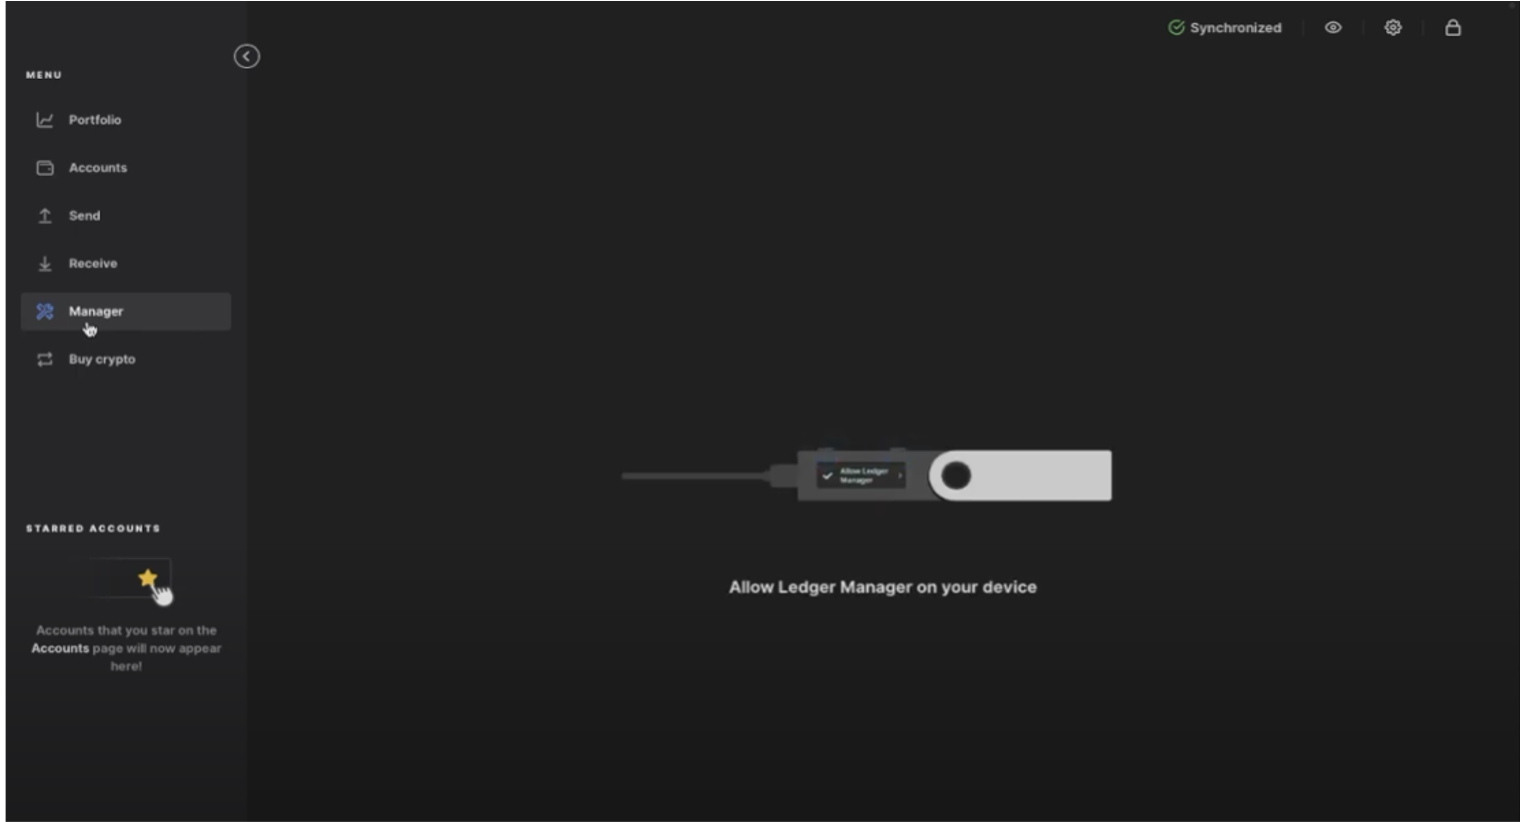 Synchronized
MENU
Portfolio
Accounts
Send
Receive
Manager
Buy crypto
Allow Ledger
Manager
Allow Ledger Manager on your device
STARRED ACCOUNTS
Accounts that you star on the
Accounts page will now appear
here!